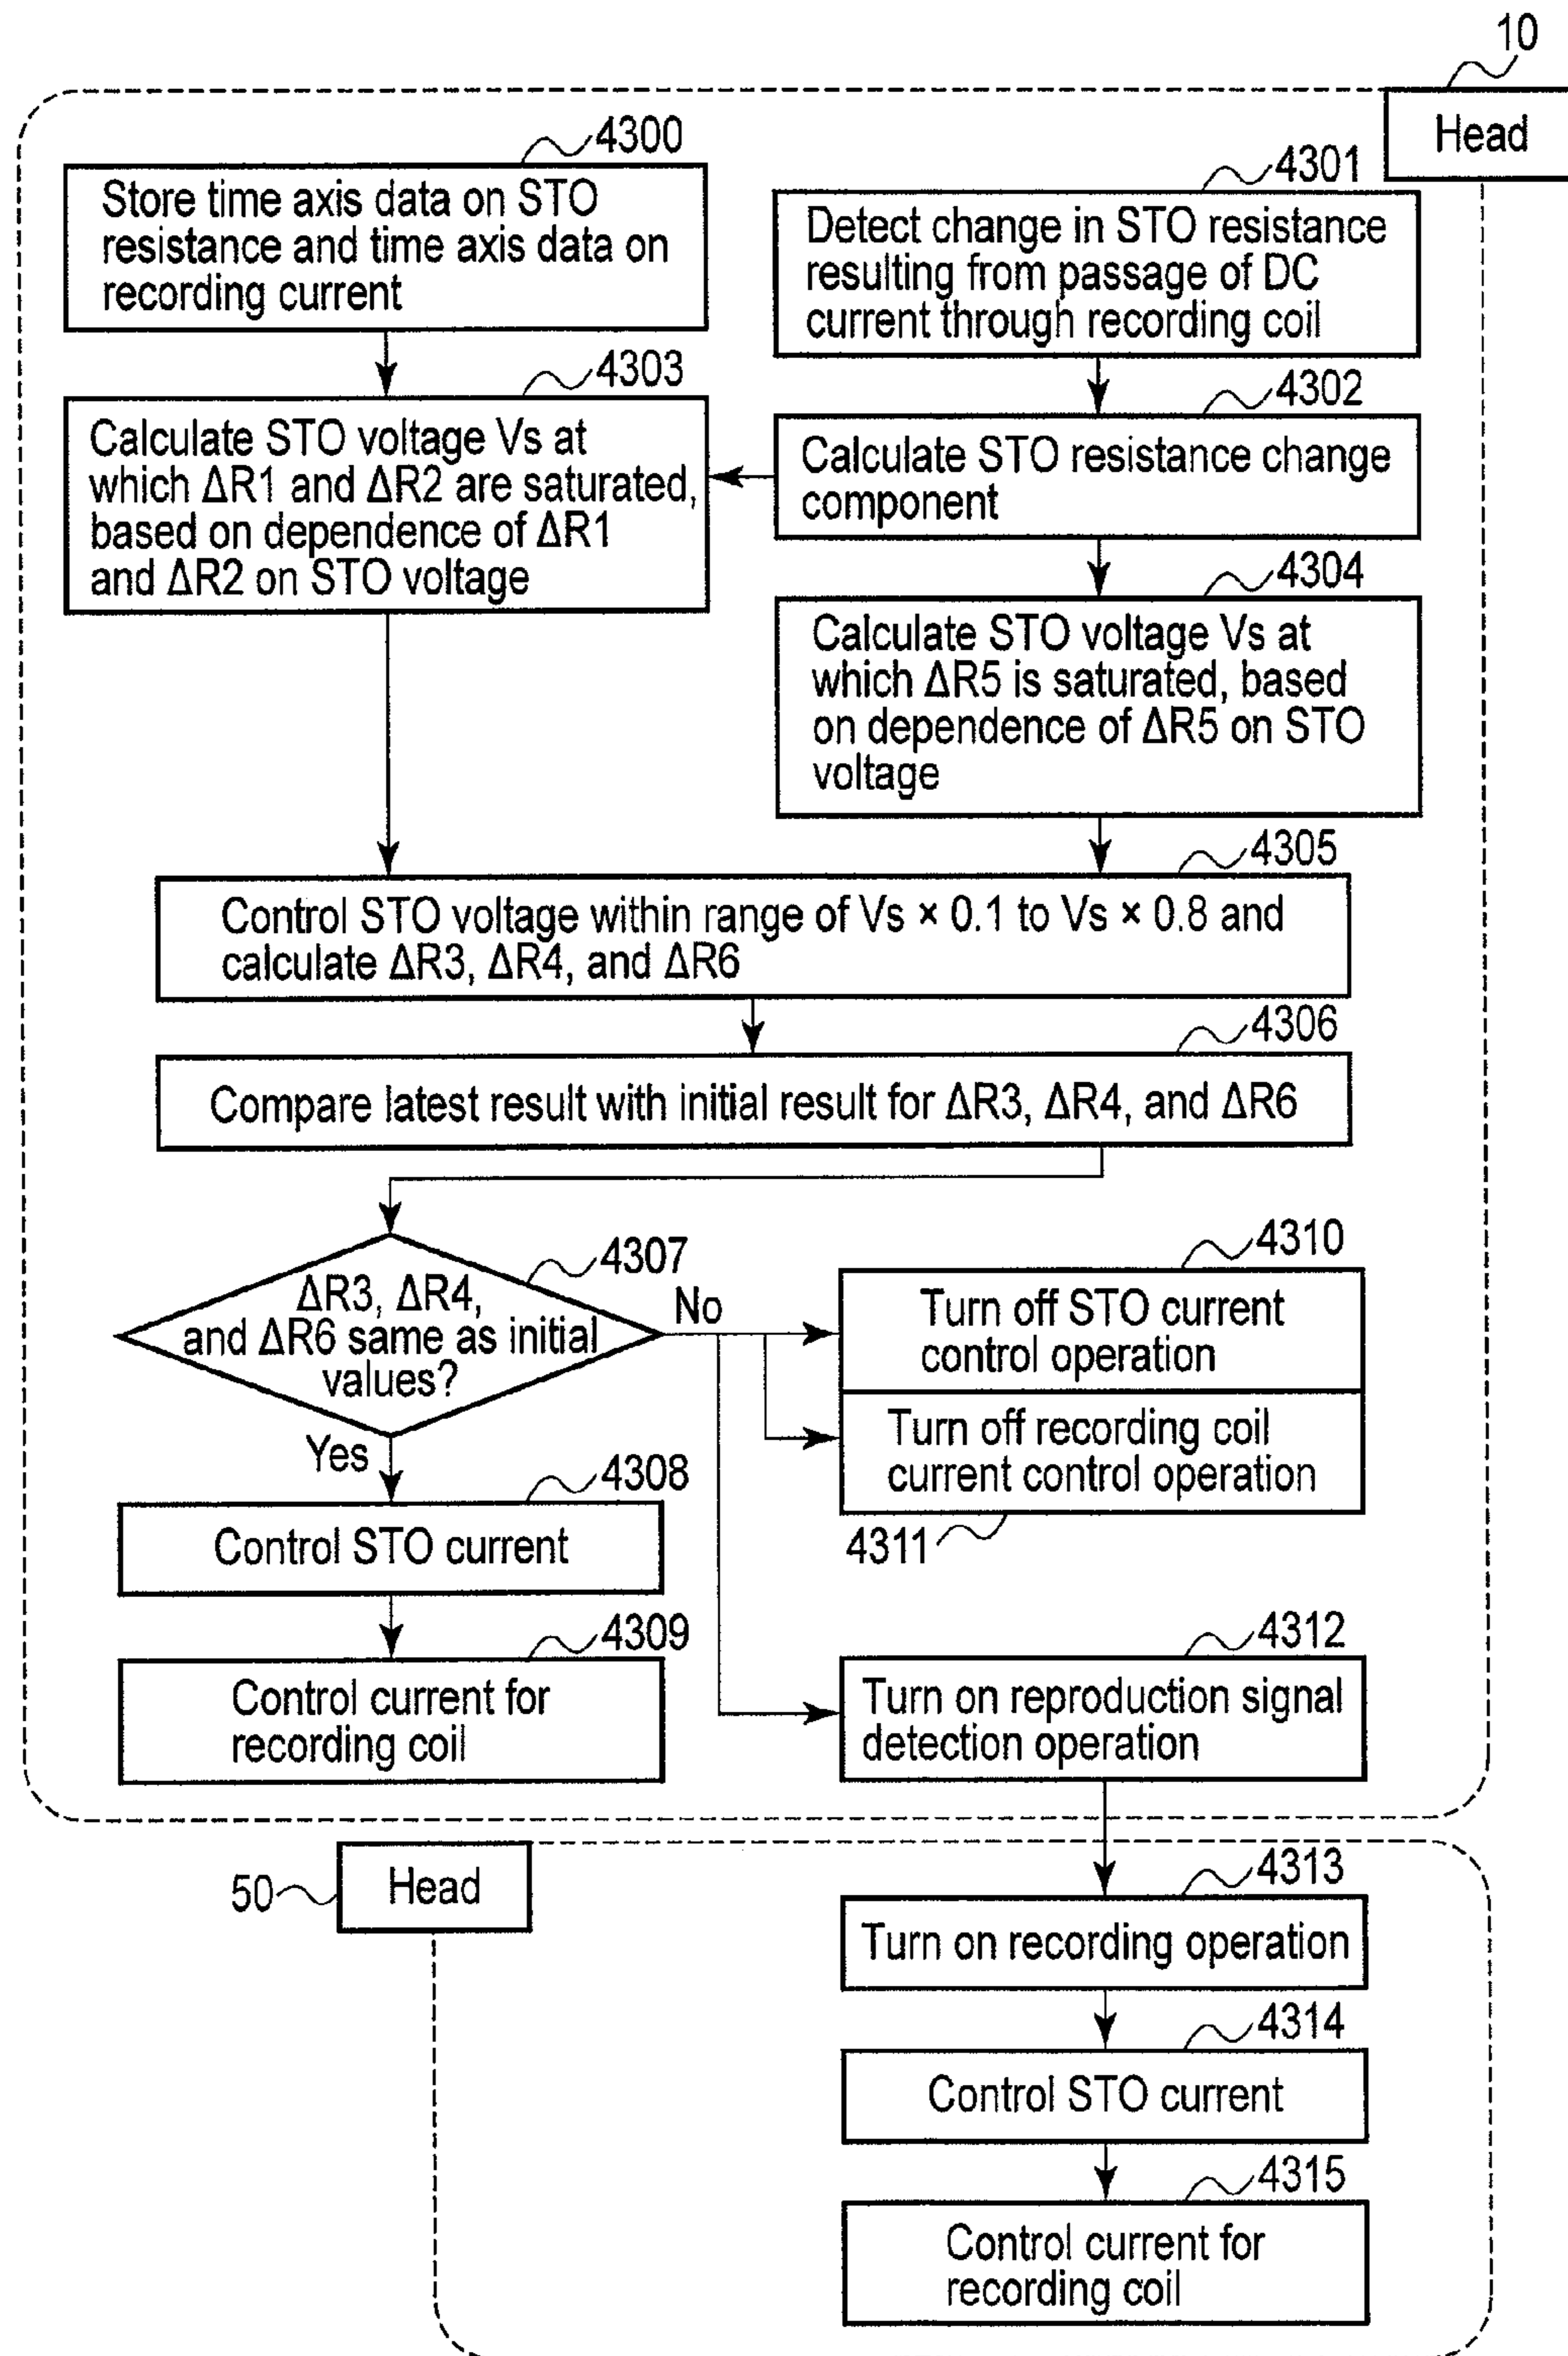 10
Head
4300
Store time axis data on STO
resistance and time axis data on
recording current
4301
Detect change in STO resistance
resulting from passage of DC
current through recording coil
4303
Calculate STO voltage Vs at
which ΔR1 and ΔR2 are saturated,
based on dependence of ΔR1
and ΔR2 on STO voltage
4302
Calculate STO resistance change
component
4304
Calculate STO voltage Vs at
which ΔR5 is saturated, based
on dependence of ΔR5 on STO
voltage
4305
Control STO voltage within range of Vs × 0.1 to Vs × 0.8 and
calculate ΔR3, ΔR4, and ΔR6
4306
Compare latest result with initial result for ΔR3, ΔR4, and ΔR6
4307
ΔR3, ΔR4,
and ΔR6 same as initial
values?
No
Yes
4310
Turn off STO current
control operation
Turn off recording coil
current control operation
4311
4308
Control STO current
4309
Control current for
recording coil
4312
Turn on reproduction signal
detection operation
50
Head
4313
Turn on recording operation
4314
Control STO current
4315
Control current for
recording coil